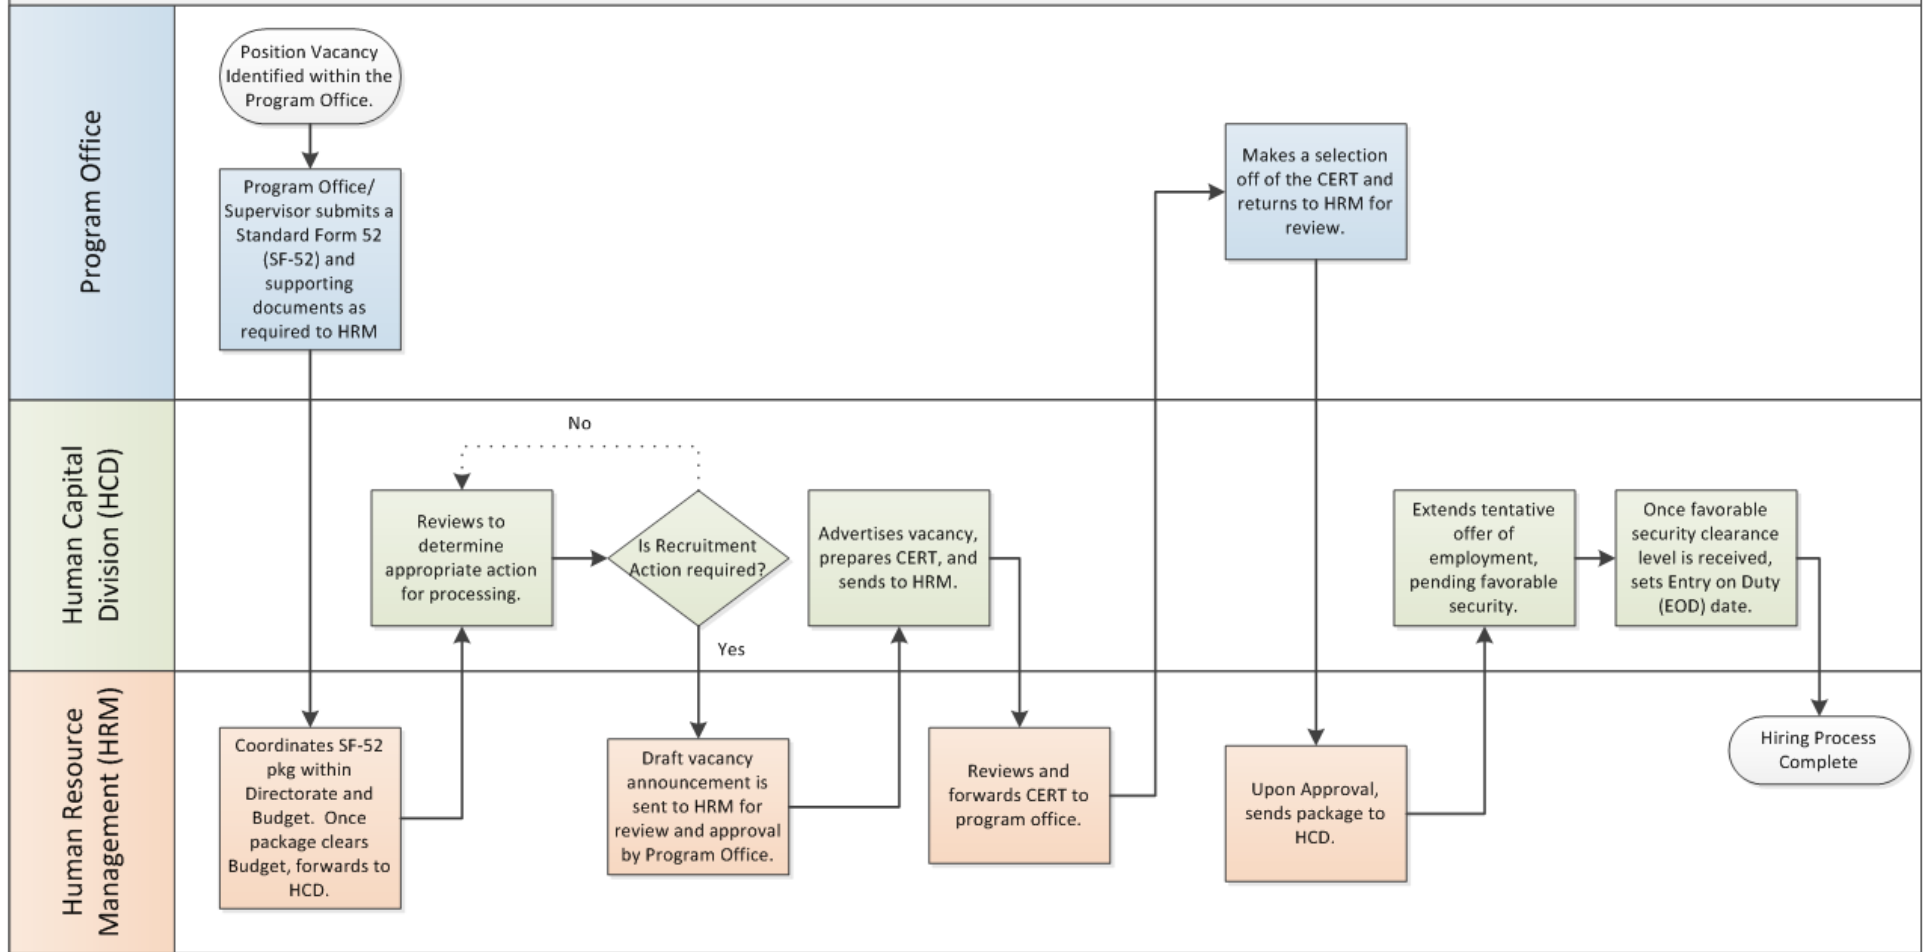 Program Office
Position Vacancy
Identified within the
Program Office.
Program Office/
Supervisor submits a
Standard Form 52
(SF-52) and
supporting
documents as
required to HRM
Makes a selection
off of the CERT and
returns to HRM for
review.
Human Capital
Division (HCD)
No
Reviews to
determine
appropriate action
for processing.
Is Recruitment
Action required?
Yes
Advertises vacancy,
prepares CERT, and
sends to HRM.
Extends tentative
offer of
employment,
pending favorable
security.
Once favorable
security clearance
level is received,
sets Entry on Duty
(EOD) date.
Human Resource
Management (HRM)
Coordinates SF-52
pkg within
Directorate and
Budget.  Once
package clears
Budget, forwards to
HCD.
Draft vacancy
announcement is
sent to HRM for
review and approval
by Program Office.
Reviews and
forwards CERT to
program office.
Upon Approval,
sends package to
HCD.
Hiring Process
Complete